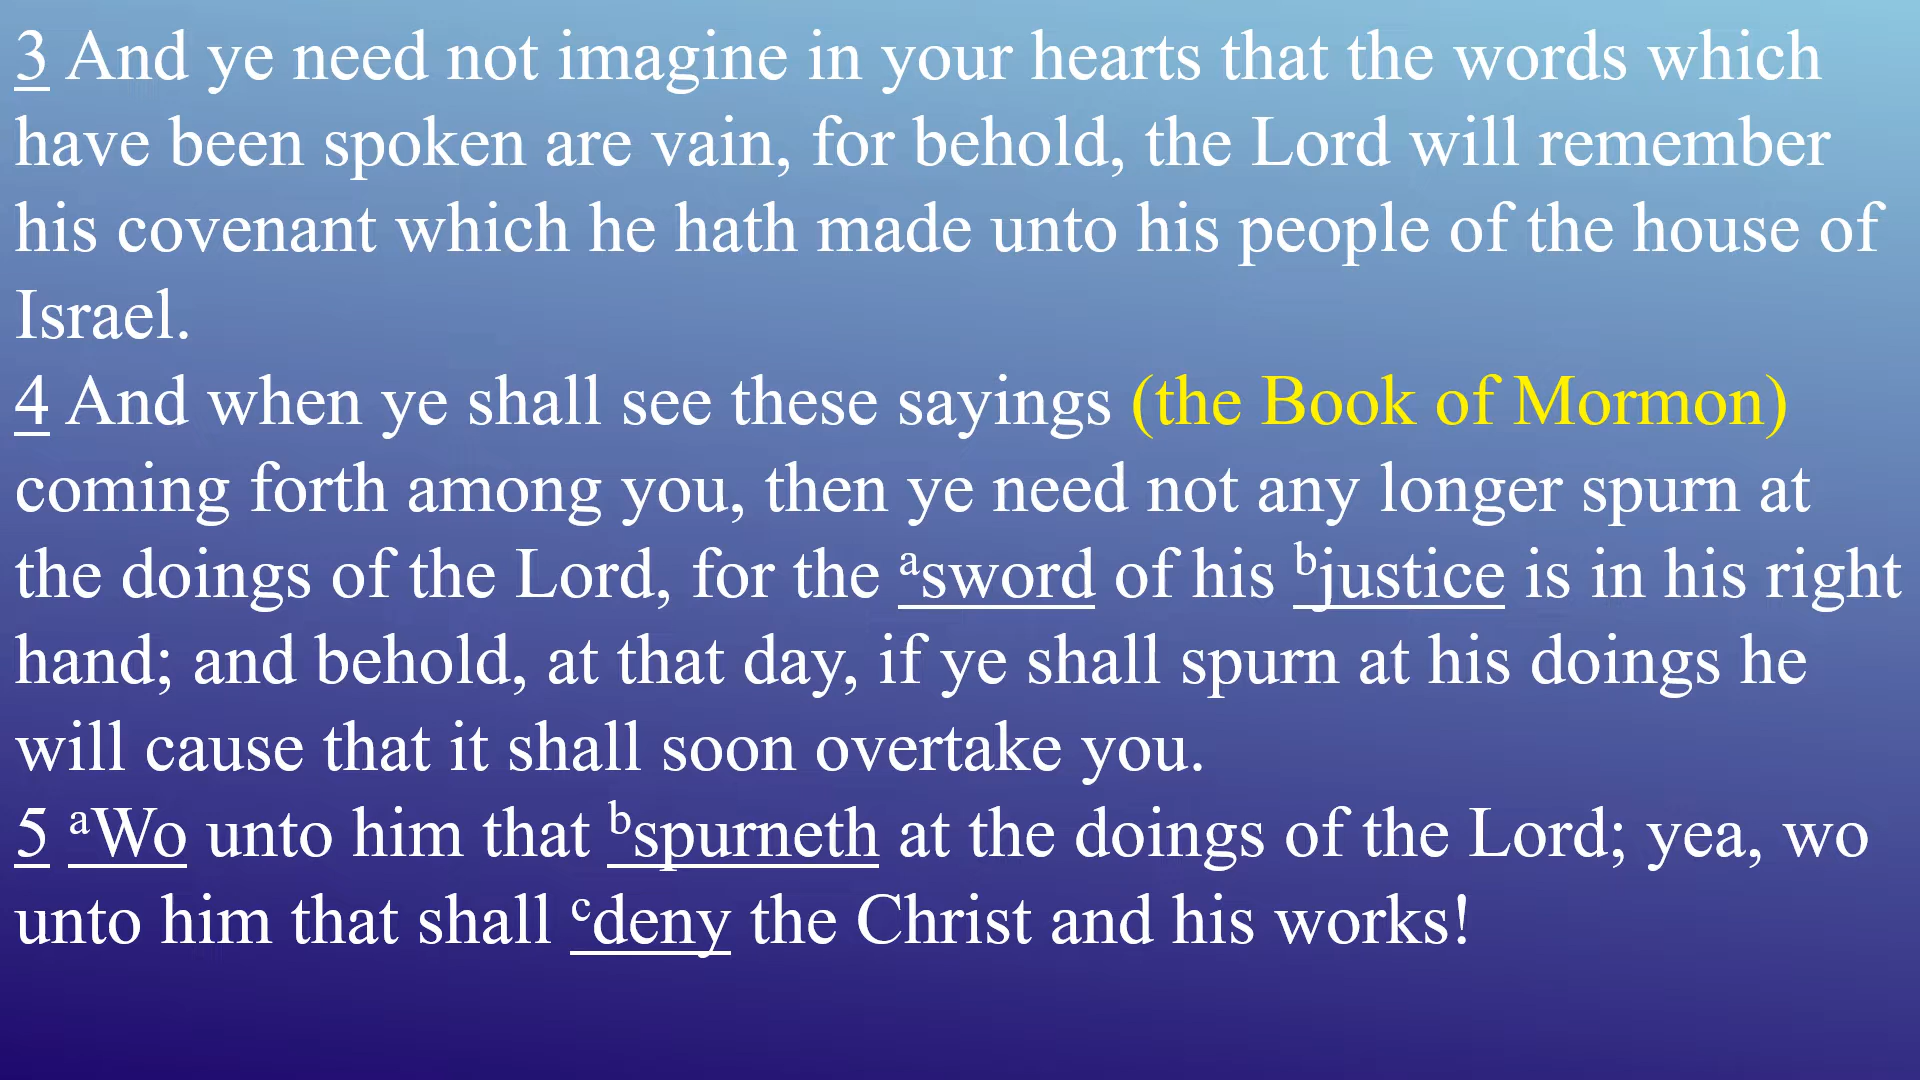 3 And ye need not imagine in your hearts that the words which
have been spoken are vain, for behold, the Lord will remember
his covenant which he hath made unto his people of the house of
Israel.
4 And when ye shall see these sayings (the Book of Mormon)
coming forth among you, then ye need not any longer spurn at
the doings of the Lord, for the ᵃsword of his ᵇjustice is in his right
hand; and behold, at that day, if ye shall spurn at his doings he
will cause that it shall soon overtake you.
5 ᵃWo unto him that ᵇspurneth at the doings of the Lord; yea, wo
unto him that shall ᶜdeny the Christ and his works!